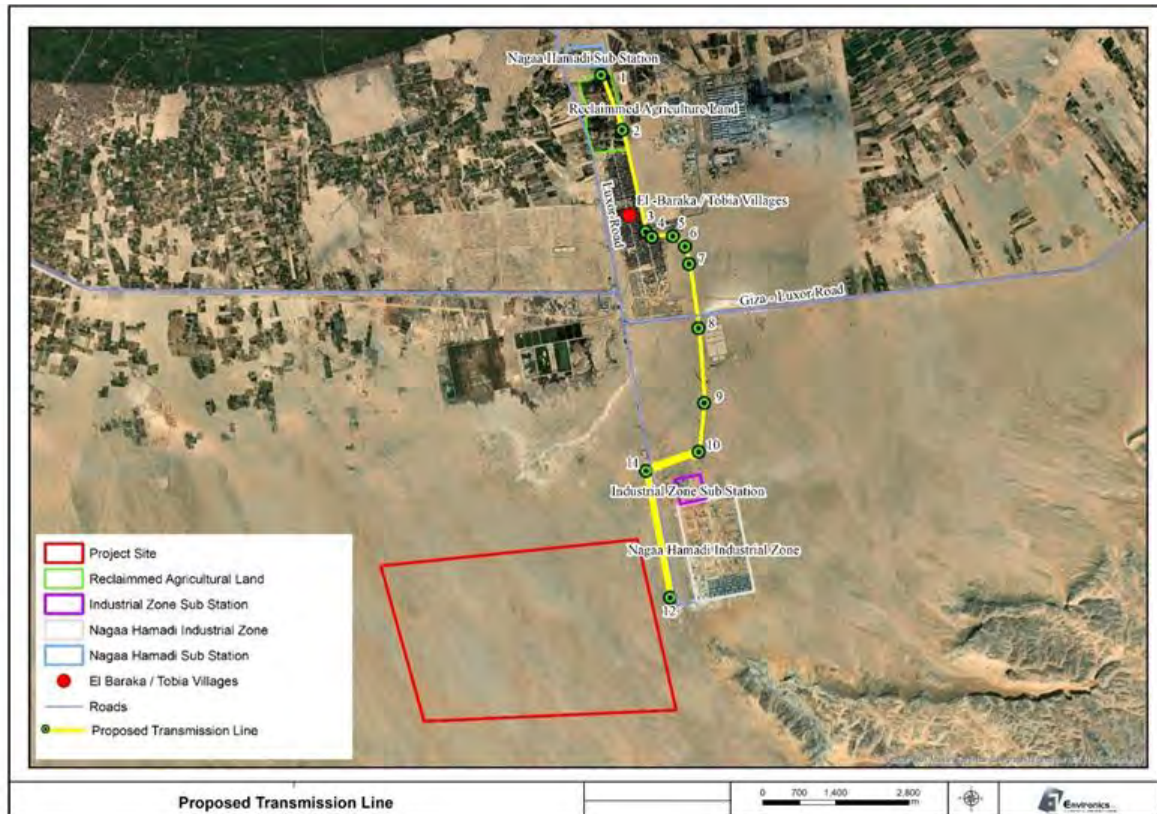 Nagaa Hamadi Sub Station
1
Reclaimmed Agriculture Land
2
El -Baraka / Tobia Villages
Luxor Road
3
4
5
6
7
Giza - Luxor Road
8
9
10
11
Industrial Zone Sub Station
Nagaa Hamadi Industrial Zone
12
Project Site
Reclaimmed Agricultural Land
Industrial Zone Sub Station
Nagaa Hamadi Industrial Zone
Nagaa Hamadi Sub Station
El Baraka / Tobia Villages
Roads
Proposed Transmission Line
Proposed Transmission Line
0 700 1,400 2,800
m
Environics